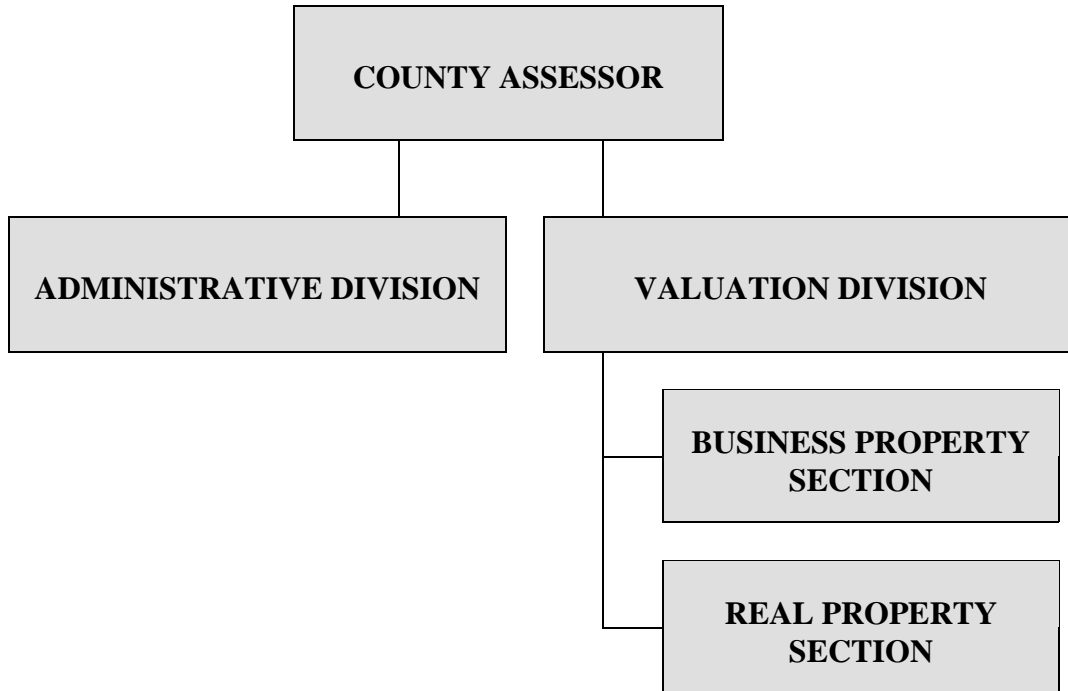 COUNTY ASSESSOR
ADMINISTRATIVE DIVISION
VALUATION DIVISION
BUSINESS PROPERTY
SECTION
REAL PROPERTY
SECTION